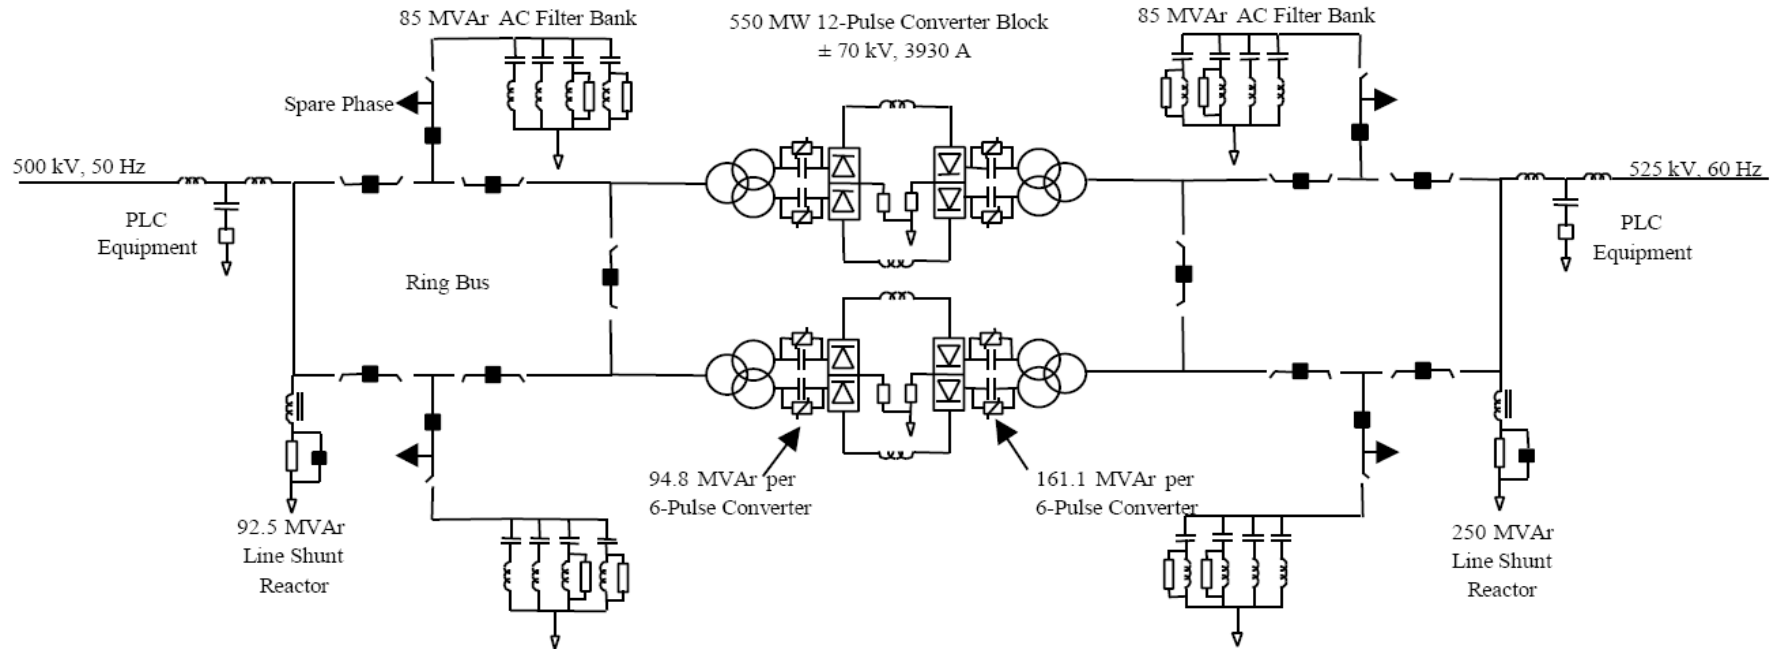 85 MVAr AC Filter Bank
550 MW 12-Pulse Converter Block
± 70 kV, 3930 A
85 MVAr AC Filter Bank
Spare Phase
500 kV, 50 Hz
525 kV, 60 Hz
PLC
Equipment
PLC
Equipment
Ring Bus
94.8 MVAr per
6-Pulse Converter
161.1 MVAr per
6-Pulse Converter
92.5 MVAr
Line Shunt
Reactor
250 MVAr
Line Shunt
Reactor